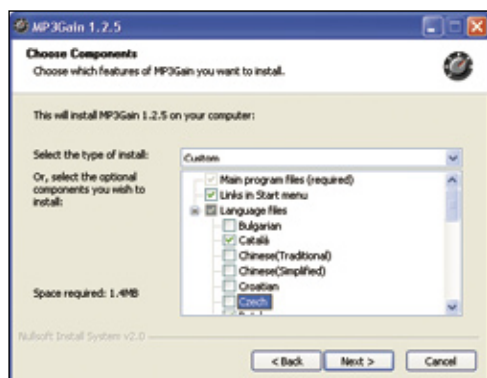 MP3Gain 1.2.5
Choose Components
Choose which features of MP3Gain you want to install.
This will install MP3Gain 1.2.5 on your computer:
Select the type of install:
Custom
Or, select the optional
components you wish to
install:
Main program files (required)
Links in Start menu
Language files
Bulgarian
Català
Chinese(Traditional)
Chinese(Simplified)
Croatian
Czech
Space required: 1.4MB
Nullsoft Install System v2.0
< Back
Next >
Cancel